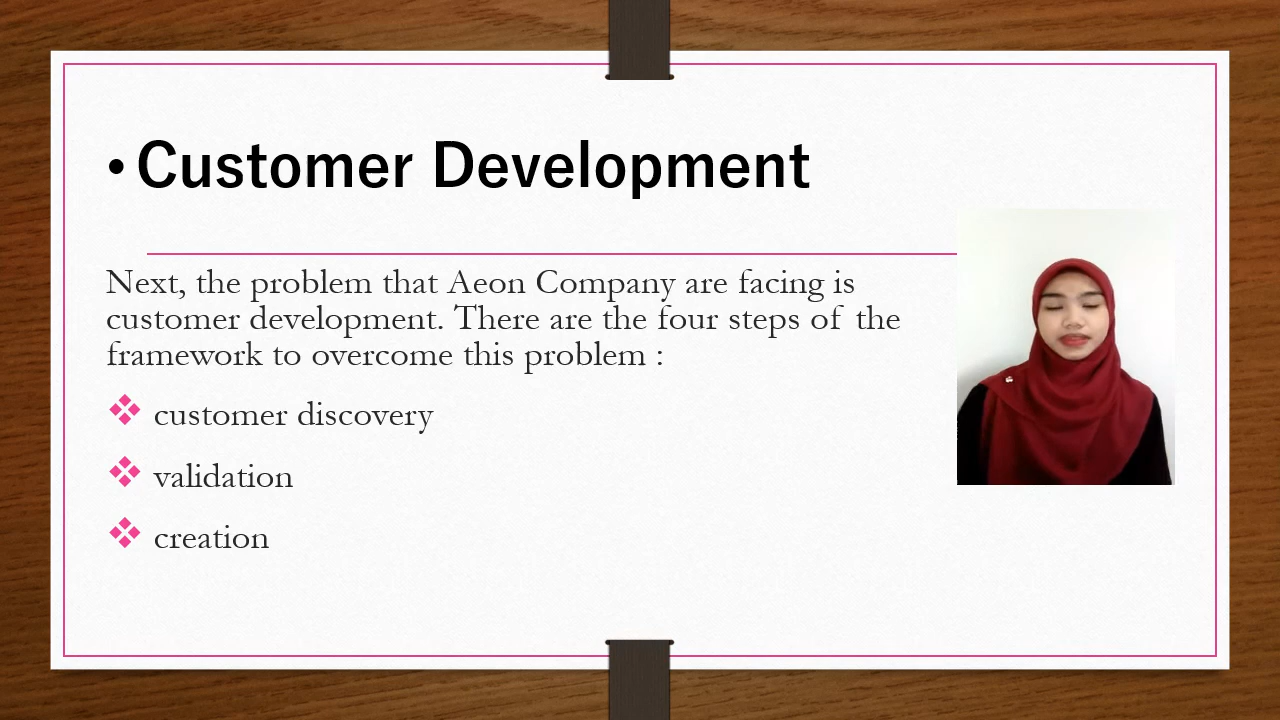 • Customer Development
Next, the problem that Aeon Company are facing is
customer development. There are the four steps of the
framework to overcome this problem :
❖ customer discovery
❖ validation
❖ creation